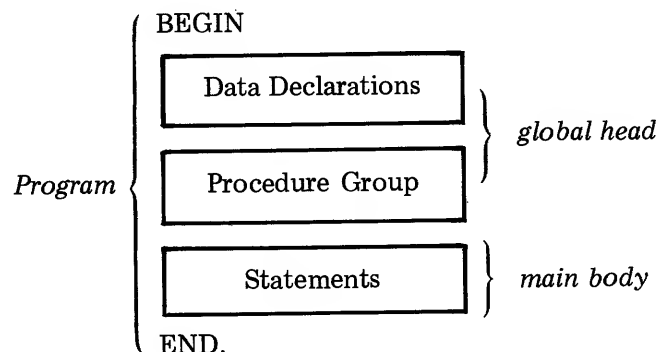 BEGIN
Data Declarations
global head
Program
Procedure Group
Statements
main body
END.